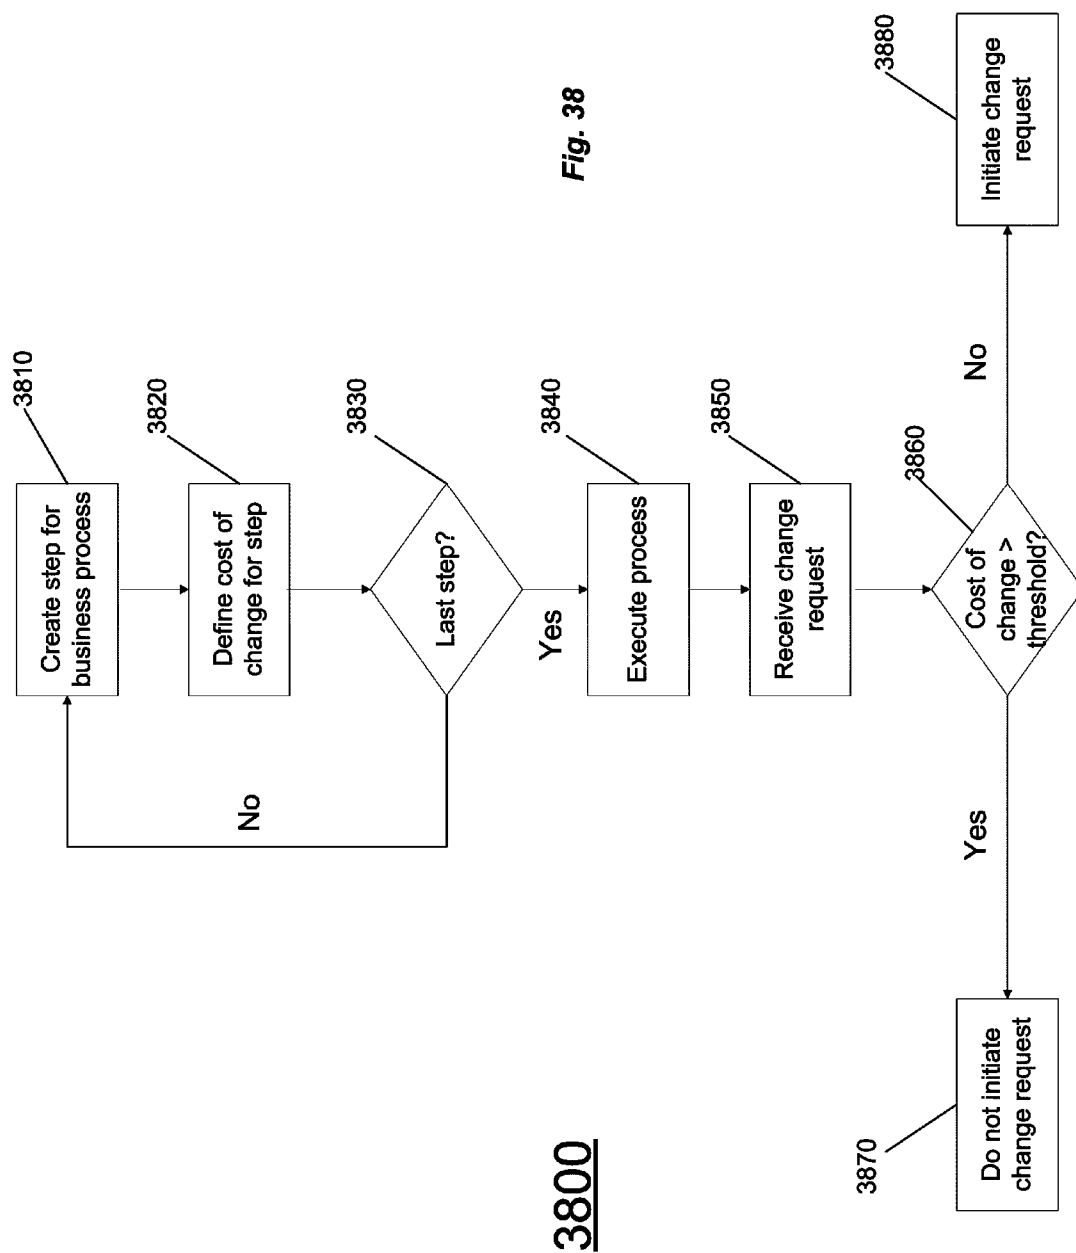 3800
Fig. 38
3810
Create step for
business process
3820
Define cost of
change for step
3830
Last step?
No
Yes
3840
Execute process
3850
Receive change
request
3860
Cost of
change >
threshold?
Yes
No
3870
Do not initiate
change request
3880
Initiate change
request